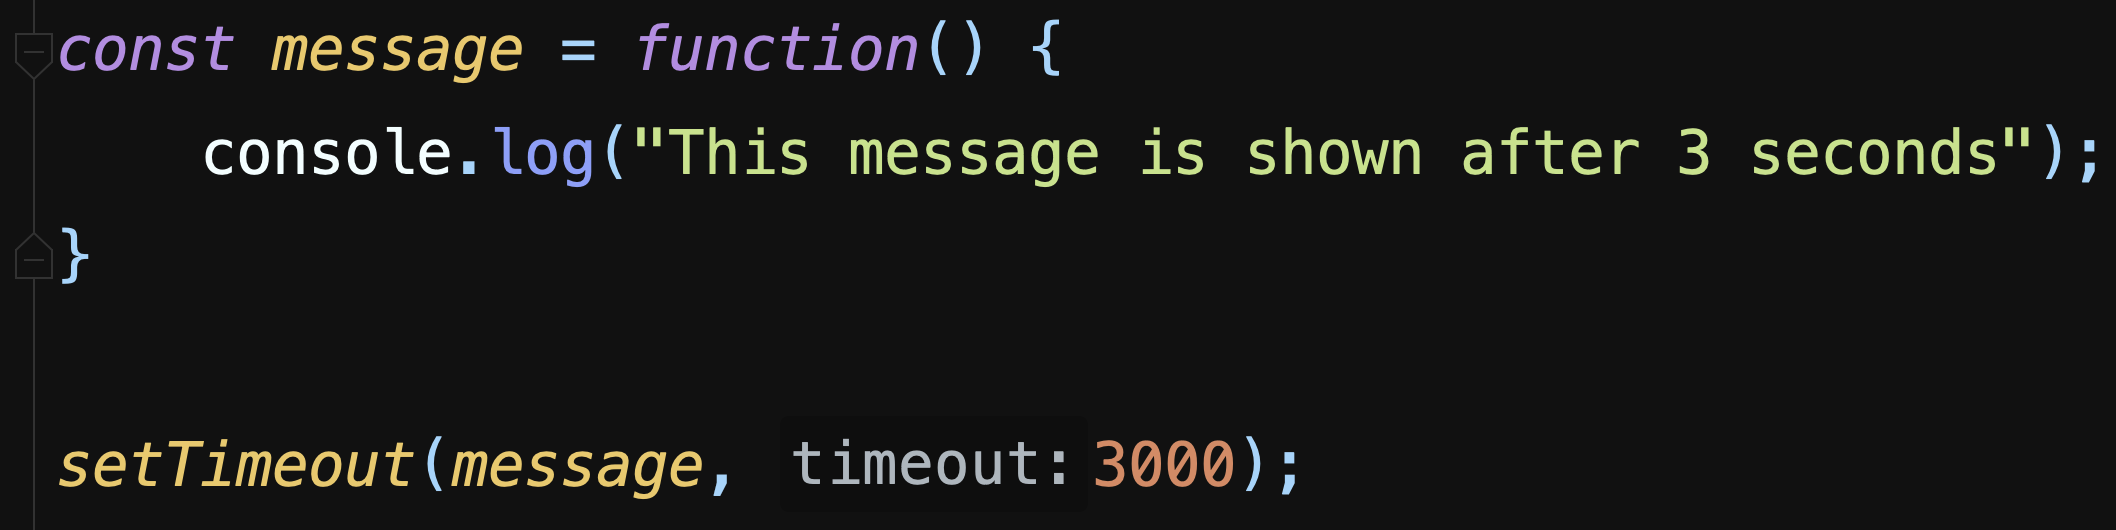 const message = function() {
    console.log("This message is shown after 3 seconds");
}
setTimeout(message, timeout: 3000);